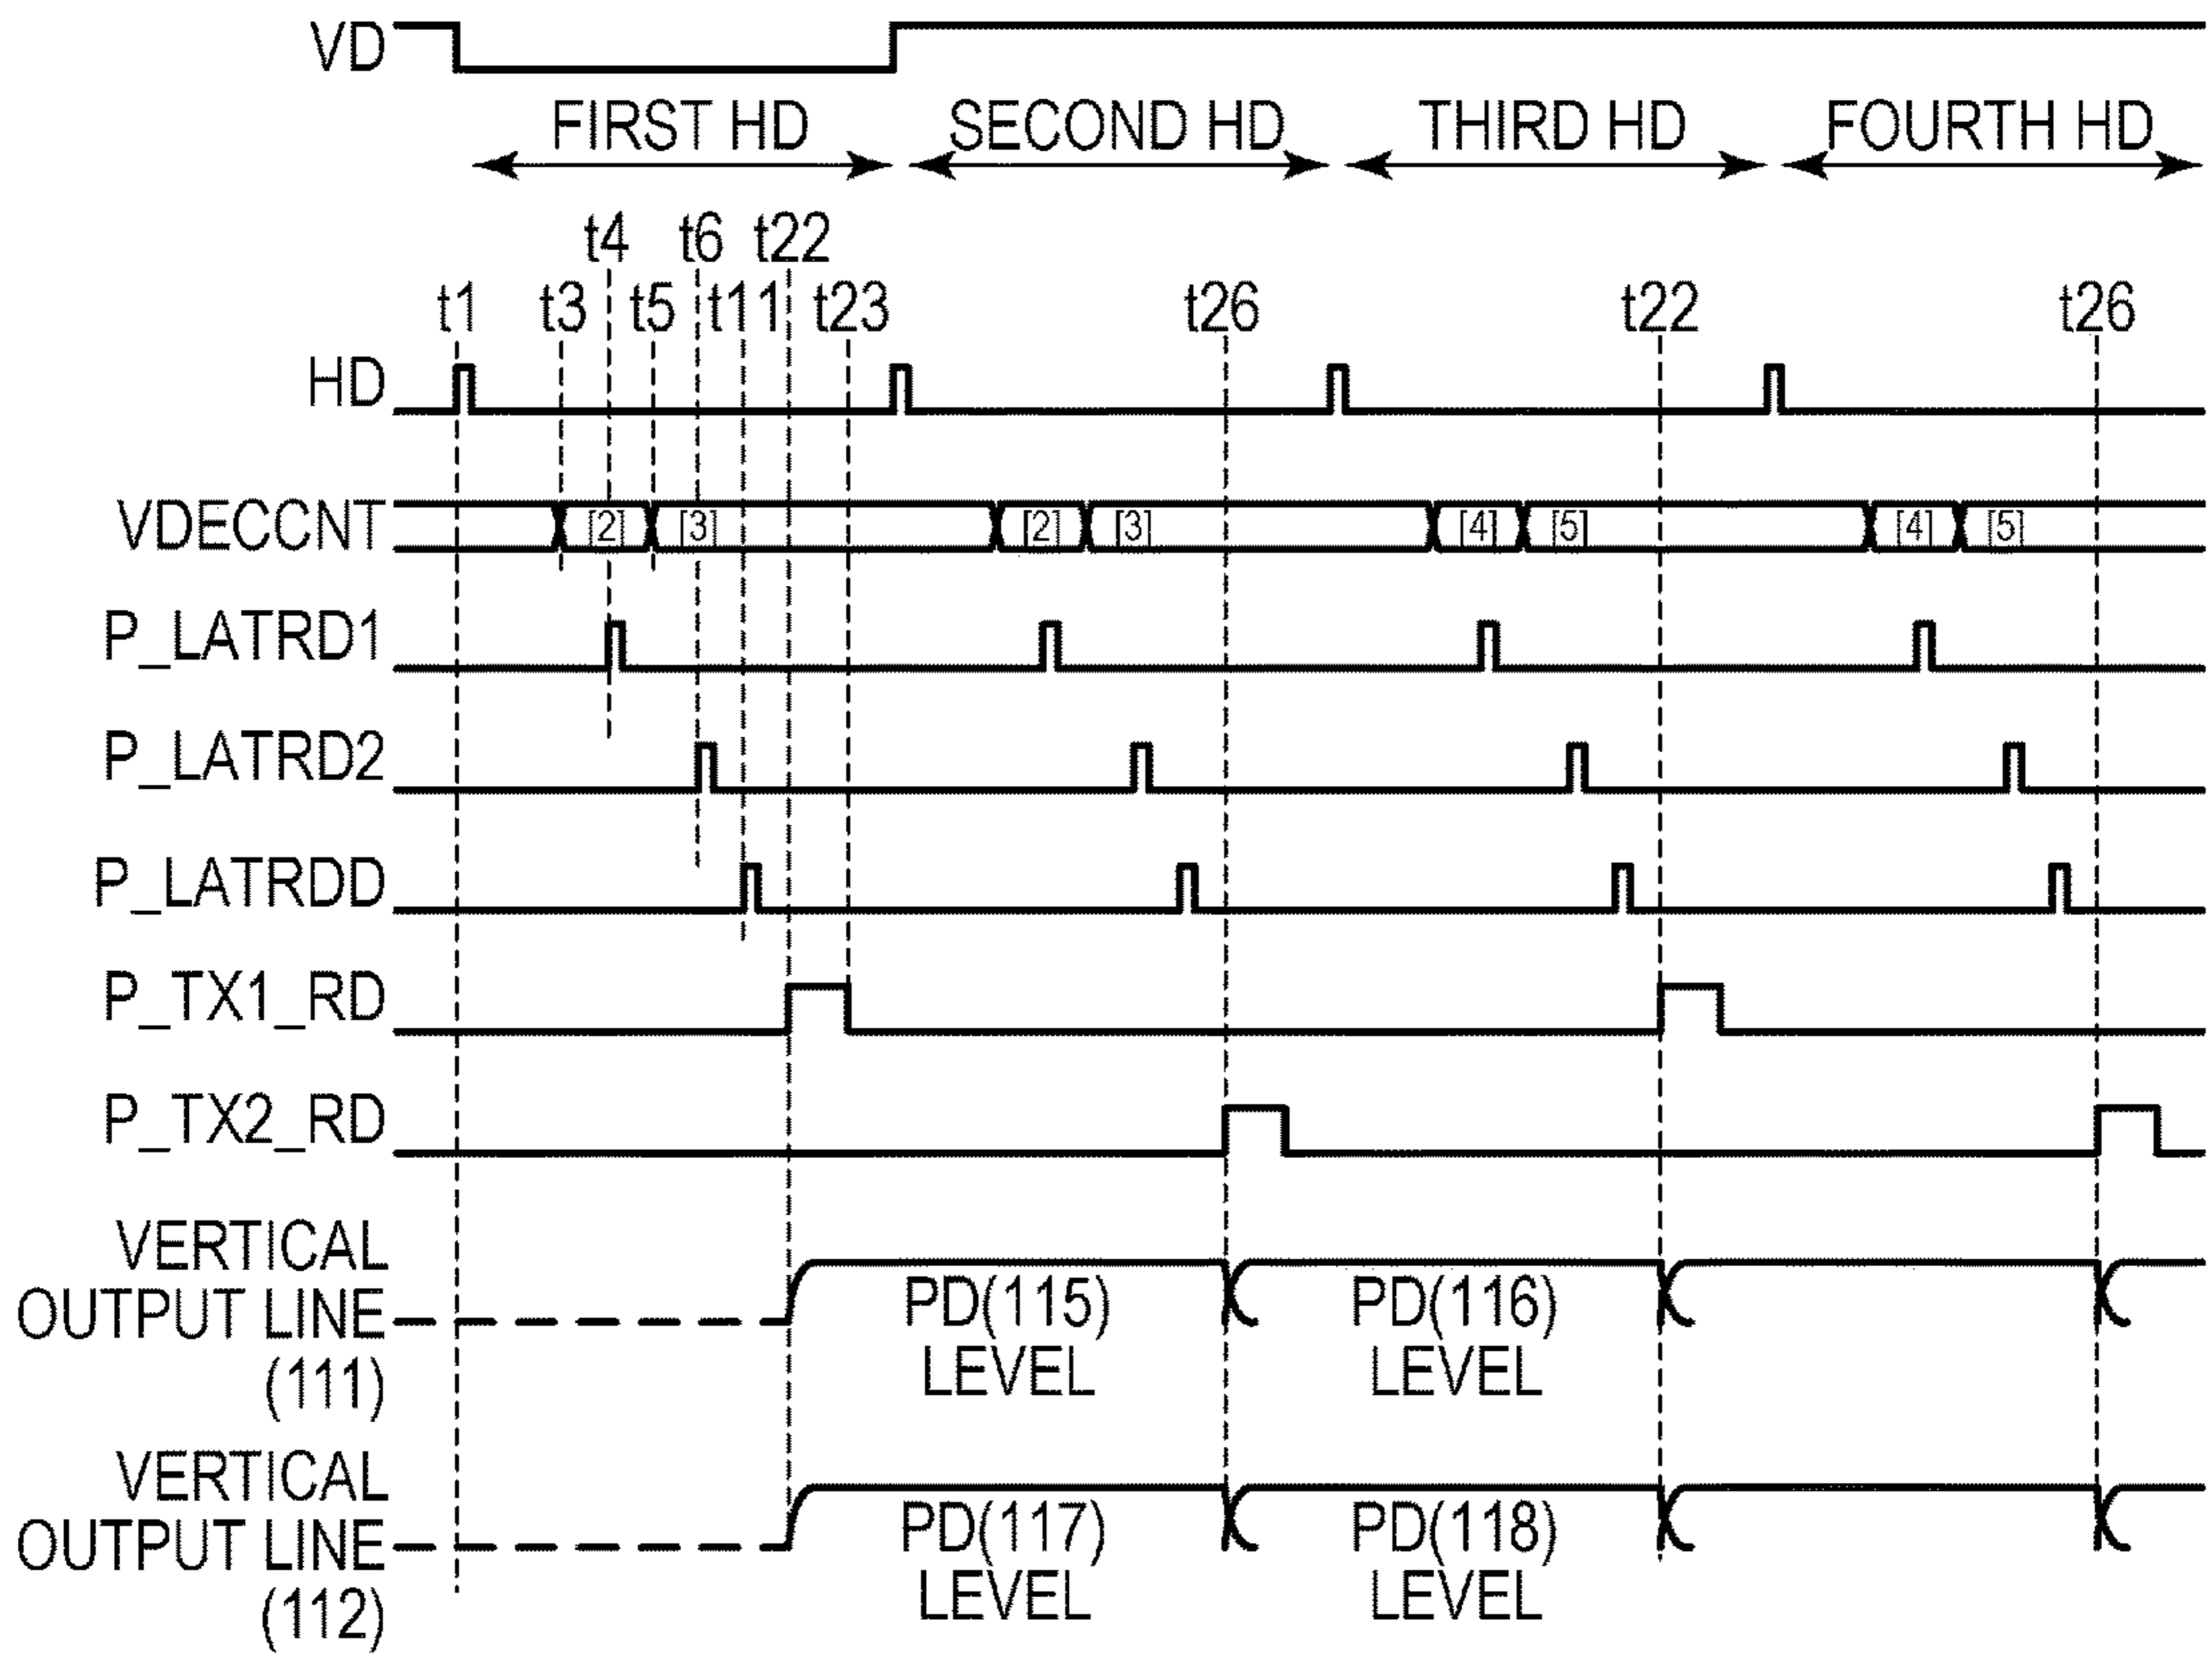 VD
FIRST HD SECOND HD THIRD HD FOURTH HD
t4 t6 t22
t1 t3 t5 t11 t23 t26 t22 t26
HD
VDECCNT [2] [3] [2] [3] [4] [5] [4] [5]
P_LATRD1
P_LATRD2
P_LATRDD
P_TX1_RD
P_TX2_RD
VERTICAL
OUTPUT LINE
(111)
PD(115)
LEVEL
PD(116)
LEVEL
VERTICAL
OUTPUT LINE
(112)
PD(117)
LEVEL
PD(118)
LEVEL